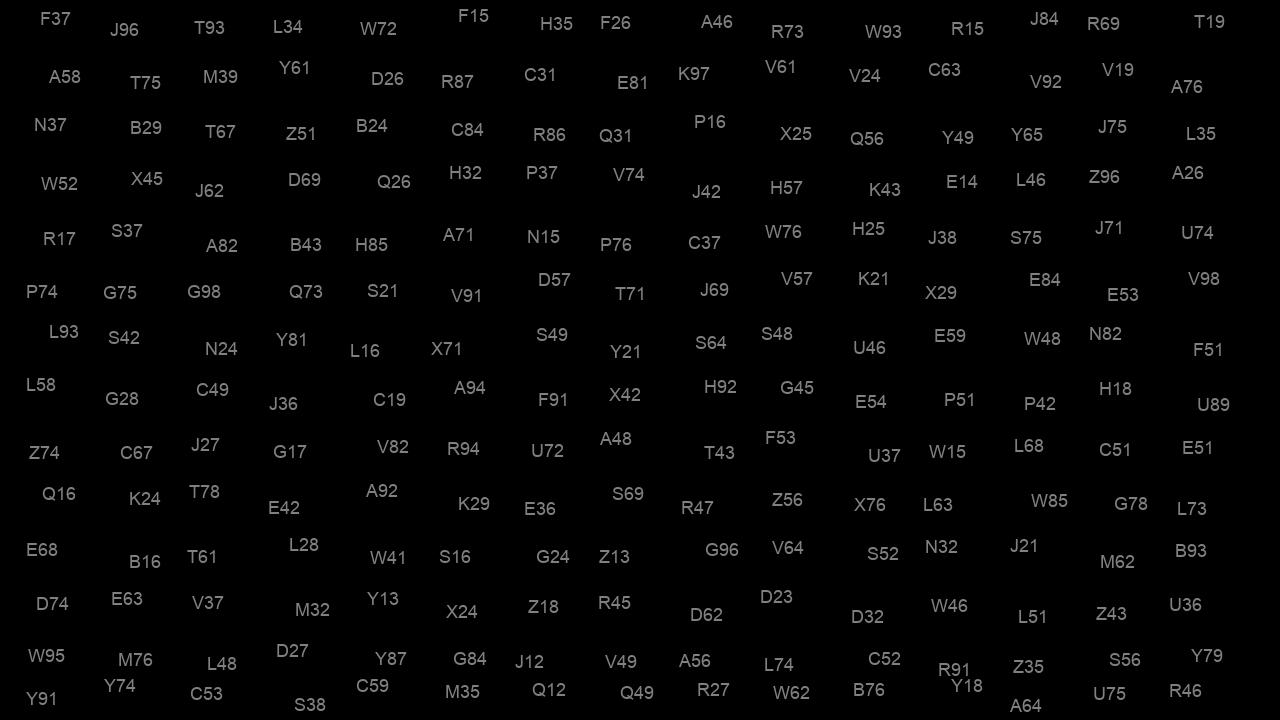 F37 J96 T93 L34 W72 F15 H35 F26 A46 R73 W93 R15 J84 R69 T19
A58 T75 M39 Y61 D26 R87 C31 E81 K97 V61 V24 C63 V92 V19 A76
N37 B29 T67 Z51 B24 C84 R86 Q31 P16 X25 Q56 Y49 Y65 J75 L35
W52 X45 J62 D69 Q26 H32 P37 V74 J42 H57 K43 E14 L46 Z96 A26
R17 S37 A82 B43 H85 A71 N15 P76 C37 W76 H25 J38 S75 J71 U74
P74 G75 G98 Q73 S21 V91 D57 T71 J69 V57 K21 X29 E84 E53 V98
L93 S42 N24 Y81 L16 X71 S49 Y21 S64 S48 U46 E59 W48 N82 F51
L58 G28 C49 J36 C19 A94 F91 X42 H92 G45 E54 P51 P42 H18 U89
Z74 C67 J27 G17 V82 R94 U72 A48 T43 F53 U37 W15 L68 C51 E51
Q16 K24 T78 E42 A92 K29 E36 S69 R47 Z56 X76 L63 W85 G78 L73
E68 B16 T61 L28 W41 S16 G24 Z13 G96 V64 S52 N32 J21 M62 B93
D74 E63 V37 M32 Y13 X24 Z18 R45 D62 D23 D32 W46 L51 Z43 U36
W95 M76 L48 D27 Y87 G84 J12 V49 A56 L74 C52 R91 Z35 S56 Y79
Y91 Y74 C53 S38 C59 M35 Q12 Q49 R27 W62 B76 Y18 A64 U75 R46